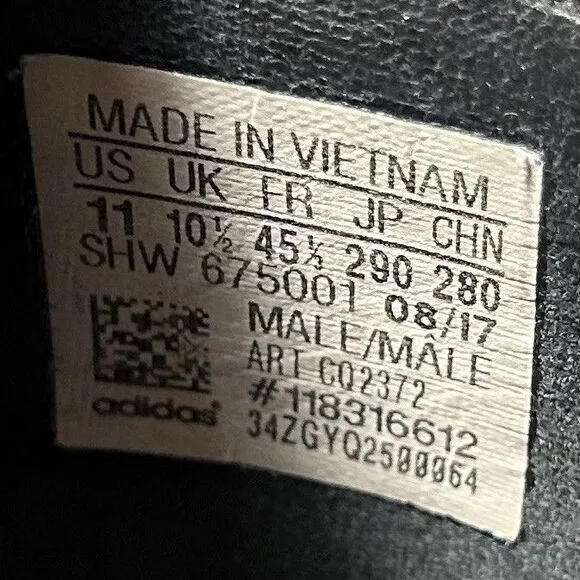 MADE IN VIETNAM
US UK FR JP CHN
11 10½ 45⅓ 290 280
SHW 675001 08/17
MALE/MÂLE
ART CQ2372
#118316612
34ZGYQ2500064
adidas